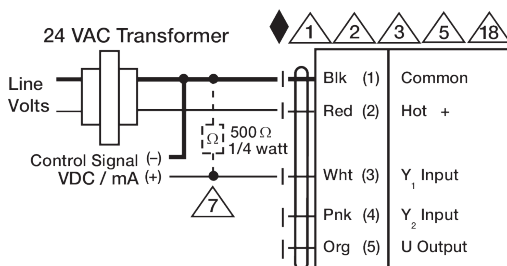 24 VAC Transformer
1 2 3 5 18
Line
Volts
Blk (1) Common
Red (2) Hot +
Ω 500 Ω
1/4 watt
Control Signal (-)
VDC / mA (+)
7
Wht (3) Y1 Input
Pnk (4) Y2 Input
Org (5) U Output